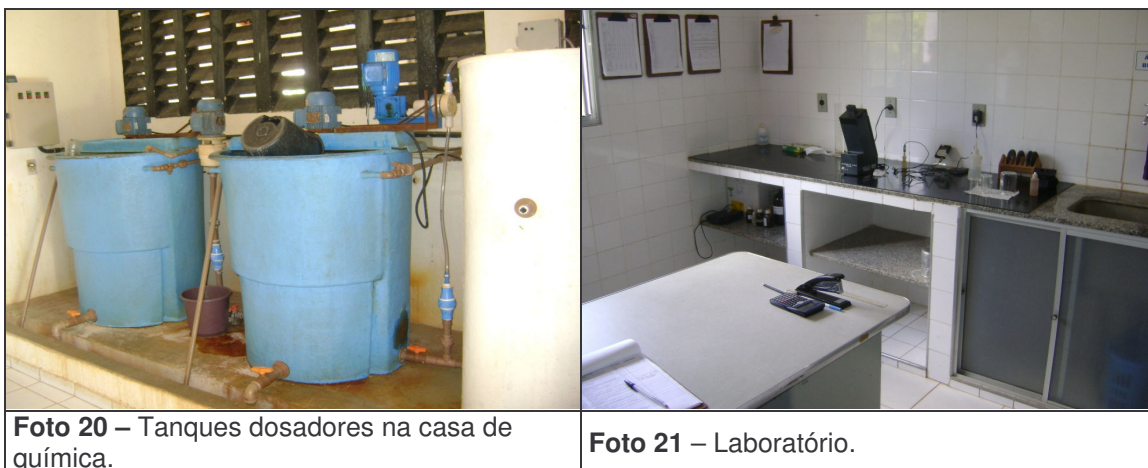 Foto 20 – Tanques dosadores na casa de
química.
Foto 21 – Laboratório.